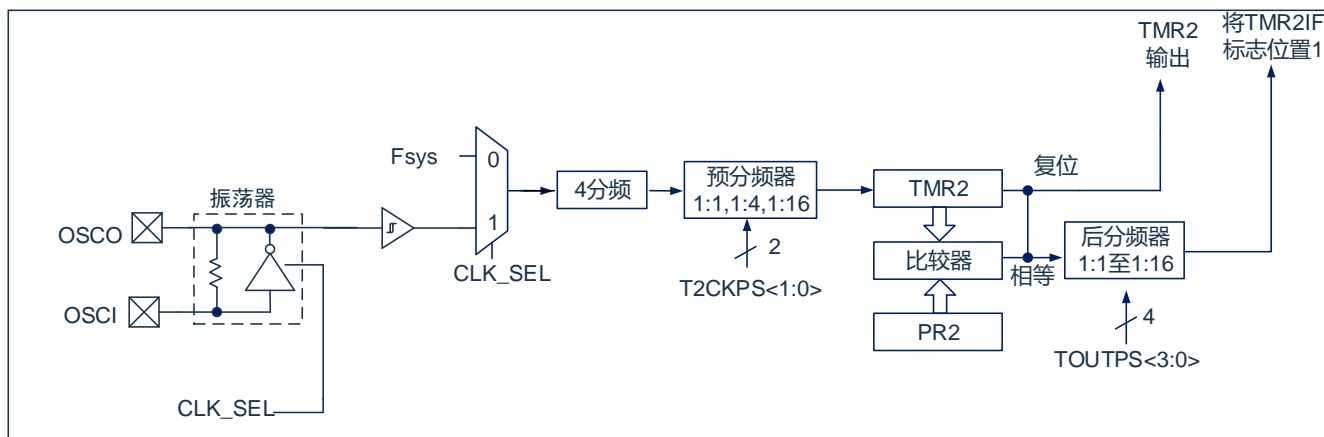 TMR2
输出
将TMR2IF
标志位置1
Fsys
0
1
CLK_SEL
4分频
预分频器
1:1,1:4,1:16
2
T2CKPS<1:0>
TMR2
复位
比较器
相等
PR2
后分频器
1:1至1:16
4
TOUTPS<3:0>
振荡器
OSCO
OSCI
CLK_SEL